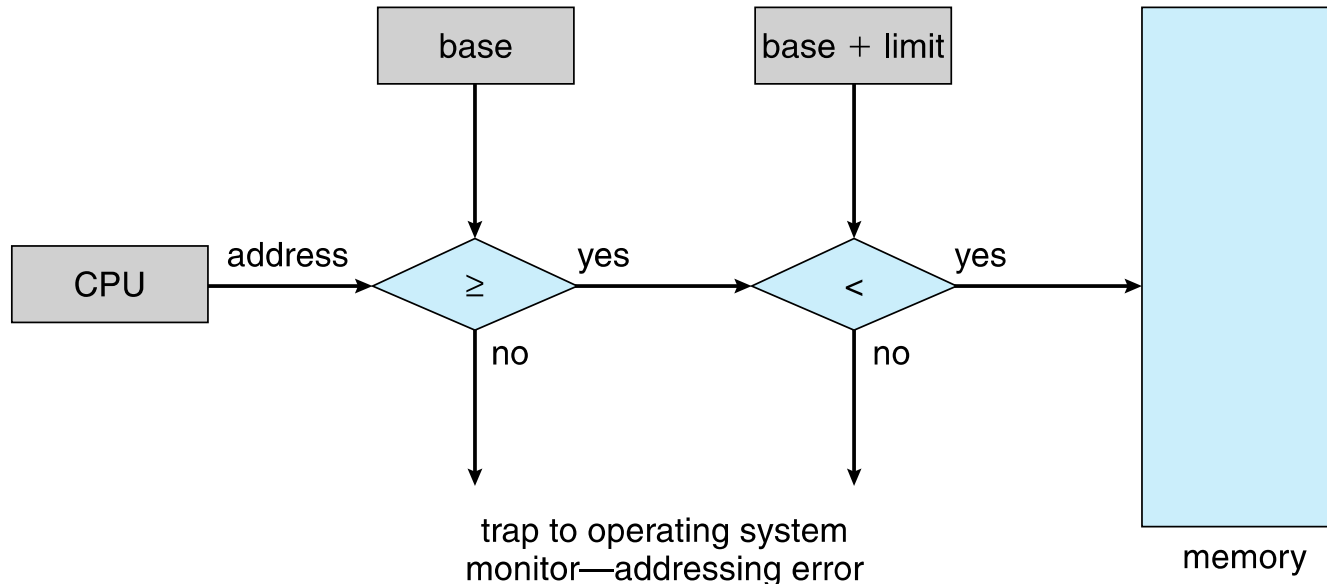 base
base + limit
CPU
address
≥
yes
<
yes
no
no
trap to operating system
monitor—addressing error
memory